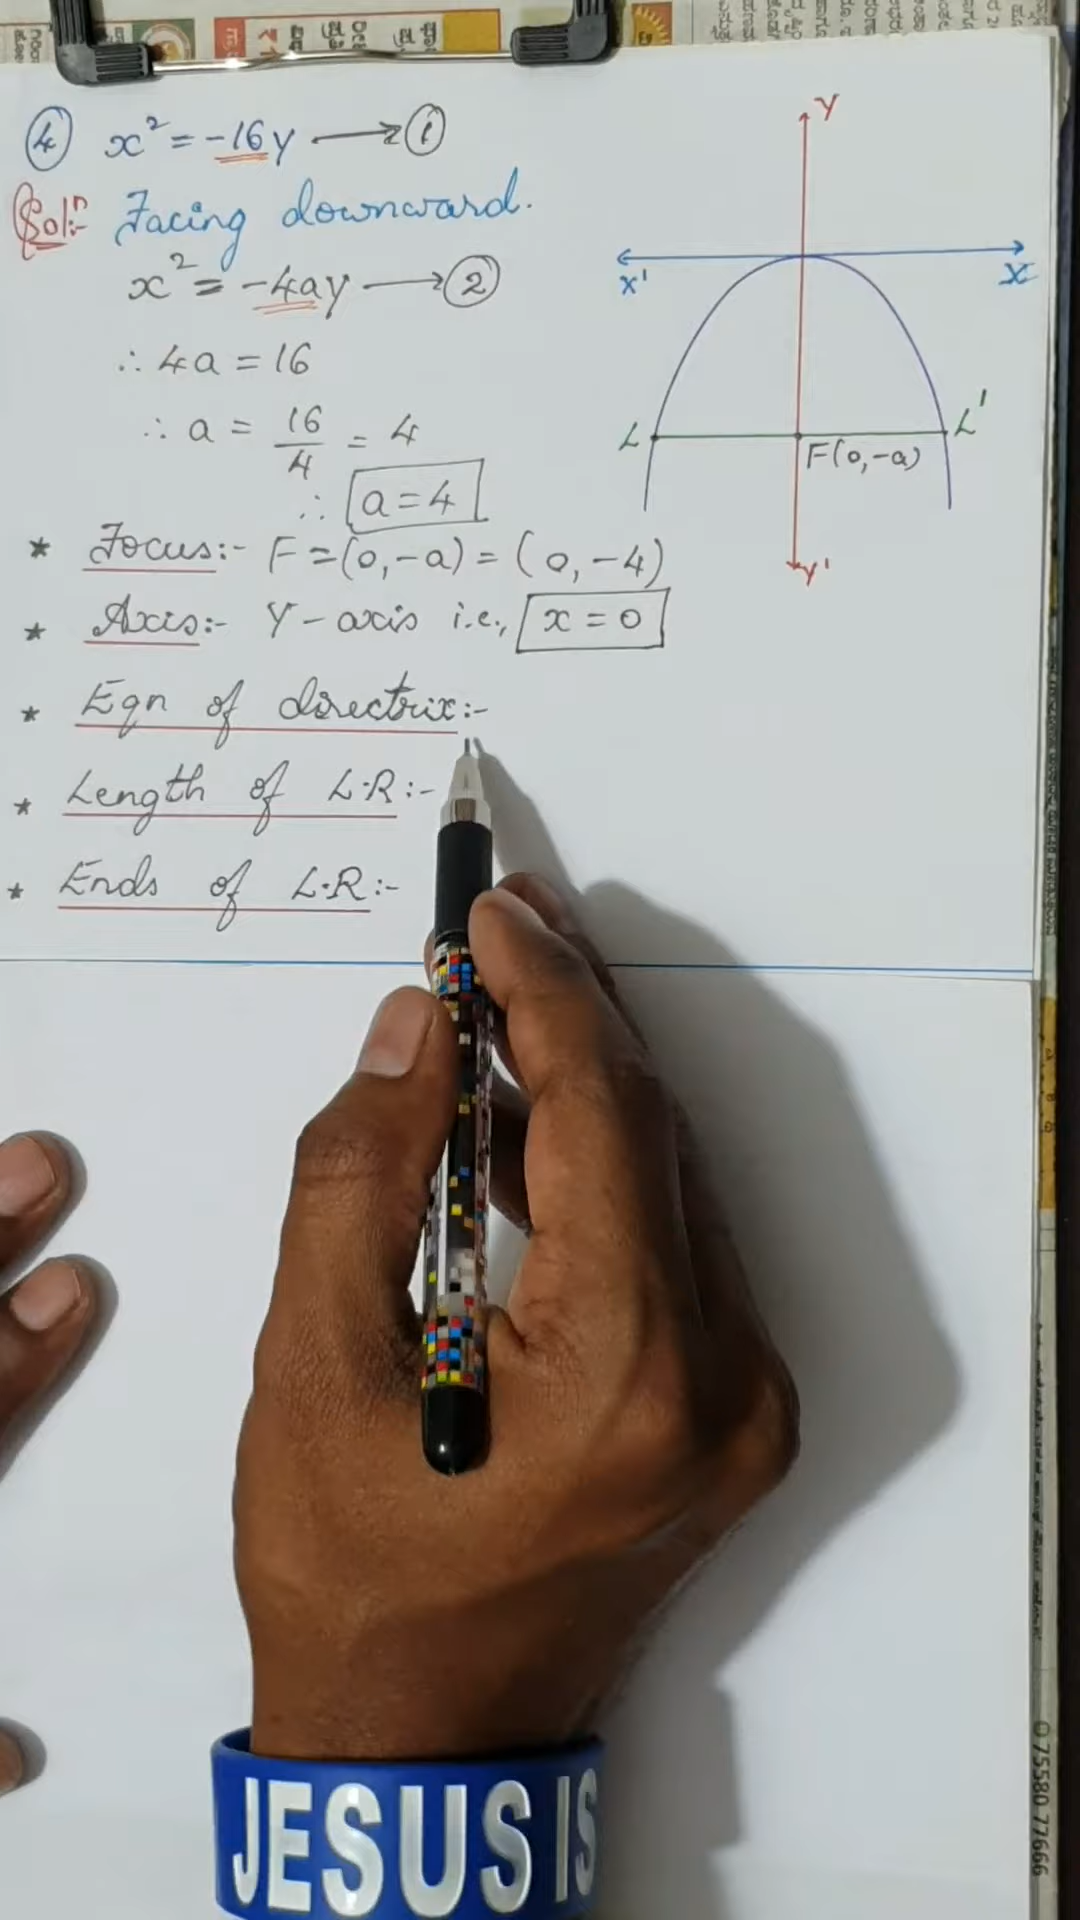 ④ x² = -16y ⟶ ①
Solⁿ:- Facing downward.
x² = -4ay ⟶ ②
∴ 4a = 16
∴ a = 16/4 = 4
∴ a = 4
* Focus:- F = (0, -a) = (0, -4)
* Axis:- Y-axis i.e., x = 0
* Eqn of directrix:-
* Length of L.R:-
* Ends of L.R:-
Y
X'
X
L
L'
F(0, -a)
Y'
JESUS IS
75580 77666